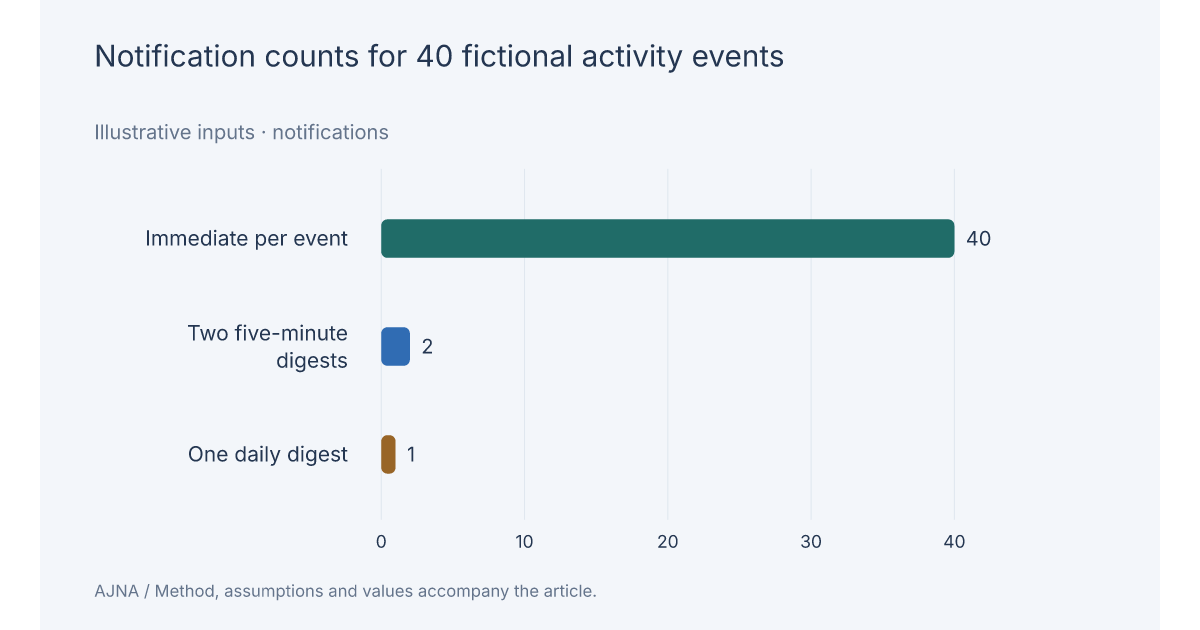 Notification counts for 40 fictional activity events
Illustrative inputs · notifications
Immediate per event
40
Two five-minute
digests
2
One daily digest
1
0 10 20 30 40
AJNA / Method, assumptions and values accompany the article.